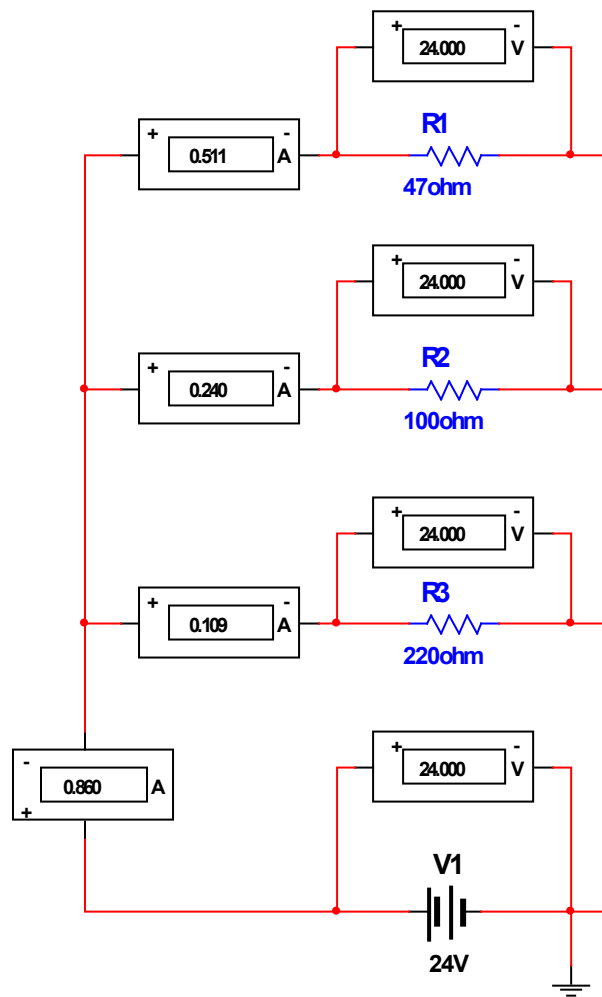 + 24.000 - V
+ 0.511 - A
R1
47ohm
+ 24.000 - V
+ 0.240 - A
R2
100ohm
+ 24.000 - V
+ 0.109 - A
R3
220ohm
+ 24.000 - V
- 0.860 A +
V1
24V